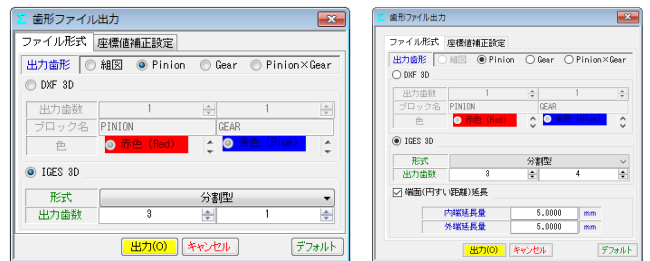 歯形ファイル出力
ファイル形式 座標値補正設定
出力歯形 組図 Pinion Gear Pinion×Gear
DXF 3D
出力歯数 1 1
ブロック名 PINION GEAR
色 赤色 (Red) 青色 (Blue)
IGES 3D
形式 分割型
出力歯数 3 1
出力(O) キャンセル デフォルト
歯形ファイル出力
ファイル形式 座標値補正設定
出力歯形 組図 Pinion Gear Pinion×Gear
DXF 3D
出力歯数 1 1
ブロック名 PINION GEAR
色 赤色 (Red) 青色 (Blue)
IGES 3D
形式 分割型
出力歯数 3 4
端面(円すい距離)延長
内端延長量 5.0000 mm
外端延長量 5.0000 mm
出力(O) キャンセル デフォルト